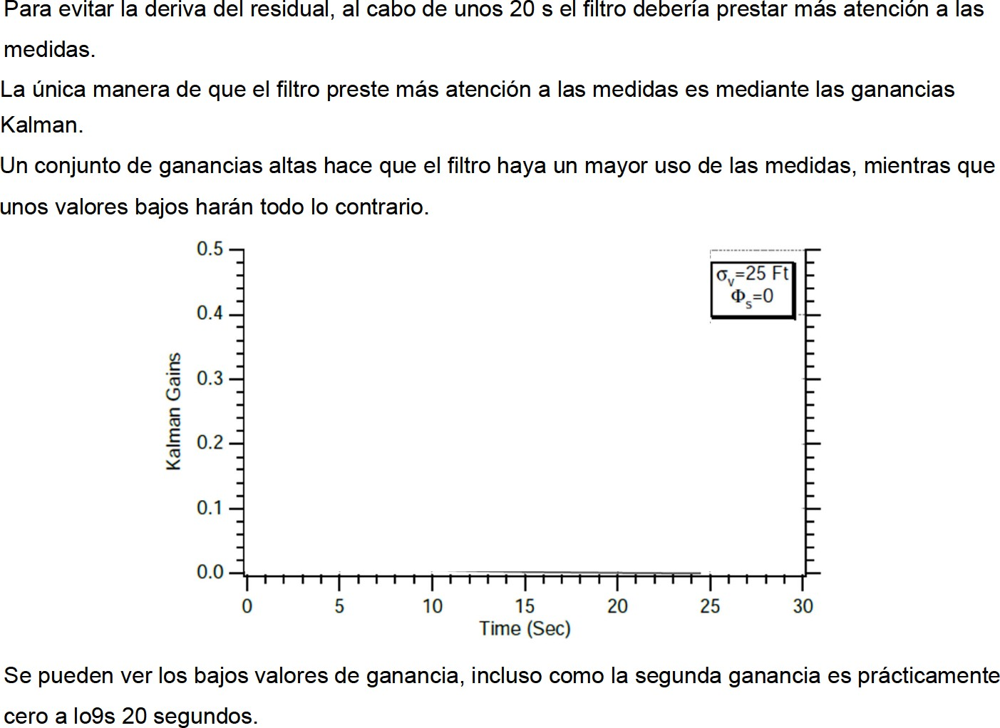 Para evitar la deriva del residual, al cabo de unos 20 s el filtro debería prestar más atención a las
medidas.
La única manera de que el filtro preste más atención a las medidas es mediante las ganancias
Kalman.
Un conjunto de ganancias altas hace que el filtro haya un mayor uso de las medidas, mientras que
unos valores bajos harán todo lo contrario.
0.5
σv=25 Ft
Φs=0
0.4
0.3
Kalman Gains
0.2
0.1
0.0
0 5 10 15 20 25 30
Time (Sec)
Se pueden ver los bajos valores de ganancia, incluso como la segunda ganancia es prácticamente
cero a lo9s 20 segundos.